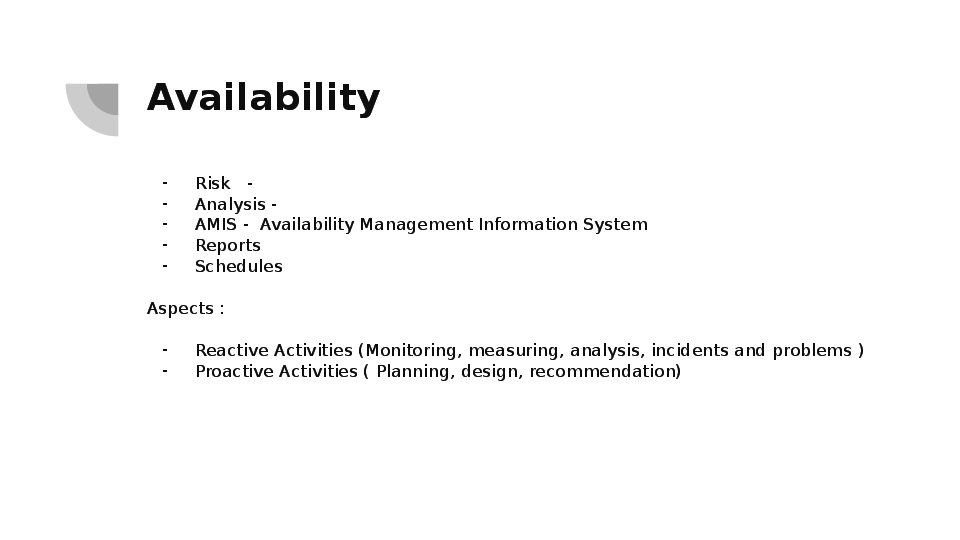 Availability
- Risk -
- Analysis -
- AMIS - Availability Management Information System
- Reports
- Schedules
Aspects :
- Reactive Activities (Monitoring, measuring, analysis, incidents and problems )
- Proactive Activities ( Planning, design, recommendation)